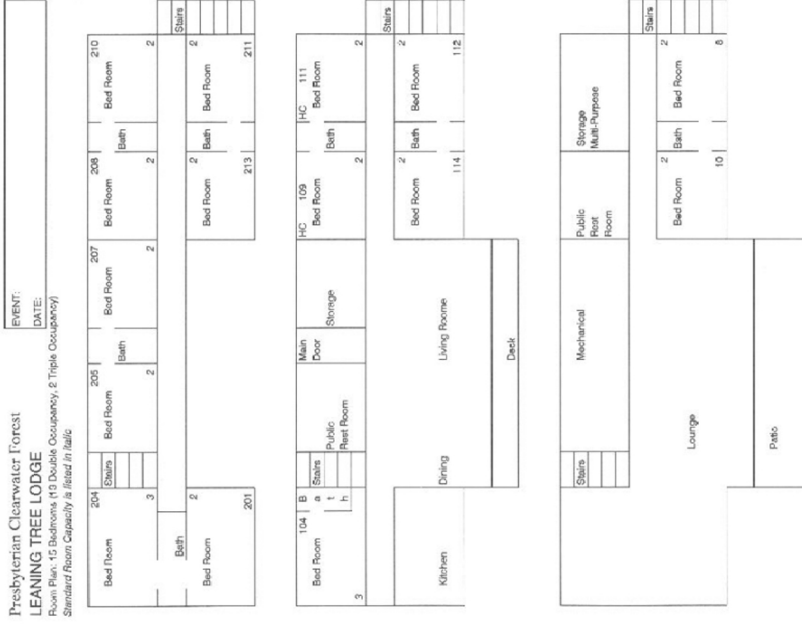 Presbyterian Clearwater Forest
LEANING TREE LODGE
Room Plan: 15 Bedrooms (13 Double Occupancy, 2 Triple Occupancy)
Standard Room Capacity is listed in Italic
EVENT:
DATE:
204
Bed Room
3
Stairs
205
Bed Room
2
Bath
207
Bed Room
2
208
Bed Room
2
Bath
210
Bed Room
2
Stairs
Bath
2
Bed Room
201
2
Bed Room
213
Bath
2
Bed Room
211
104
Bed Room
3
B
a
t
h
Stairs
Public
Rest Room
Main
Door
Storage
HC 109
Bed Room
2
Bath
HC 111
Bed Room
2
Stairs
Kitchen
Dining
Living Roome
Deck
2
Bed Room
114
Bath
2
Bed Room
112
Stairs
Mechanical
Public
Rest
Room
Storage
Multi-Purpose
Stairs
Lounge
Patio
2
Bed Room
10
Bath
2
Bed Room
8